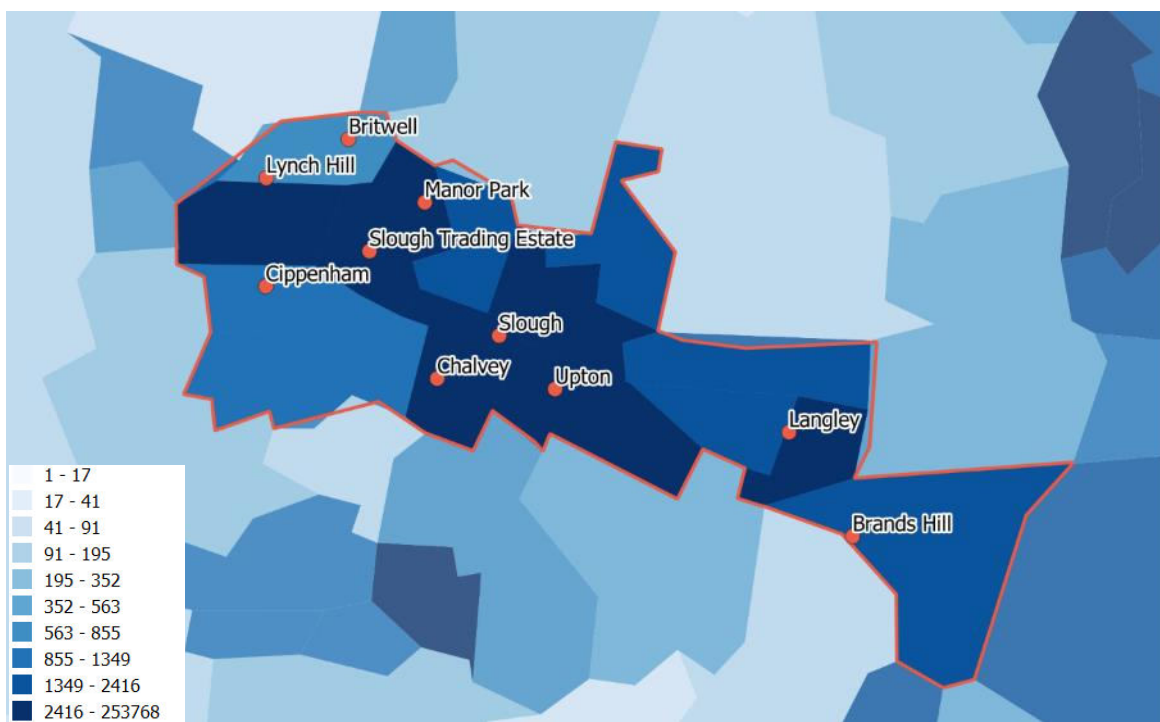 Britwell
Lynch Hill
Manor Park
Slough Trading Estate
Cippenham
Slough
Chalvey
Upton
Langley
Brands Hill
1 - 17
17 - 41
41 - 91
91 - 195
195 - 352
352 - 563
563 - 855
855 - 1349
1349 - 2416
2416 - 253768